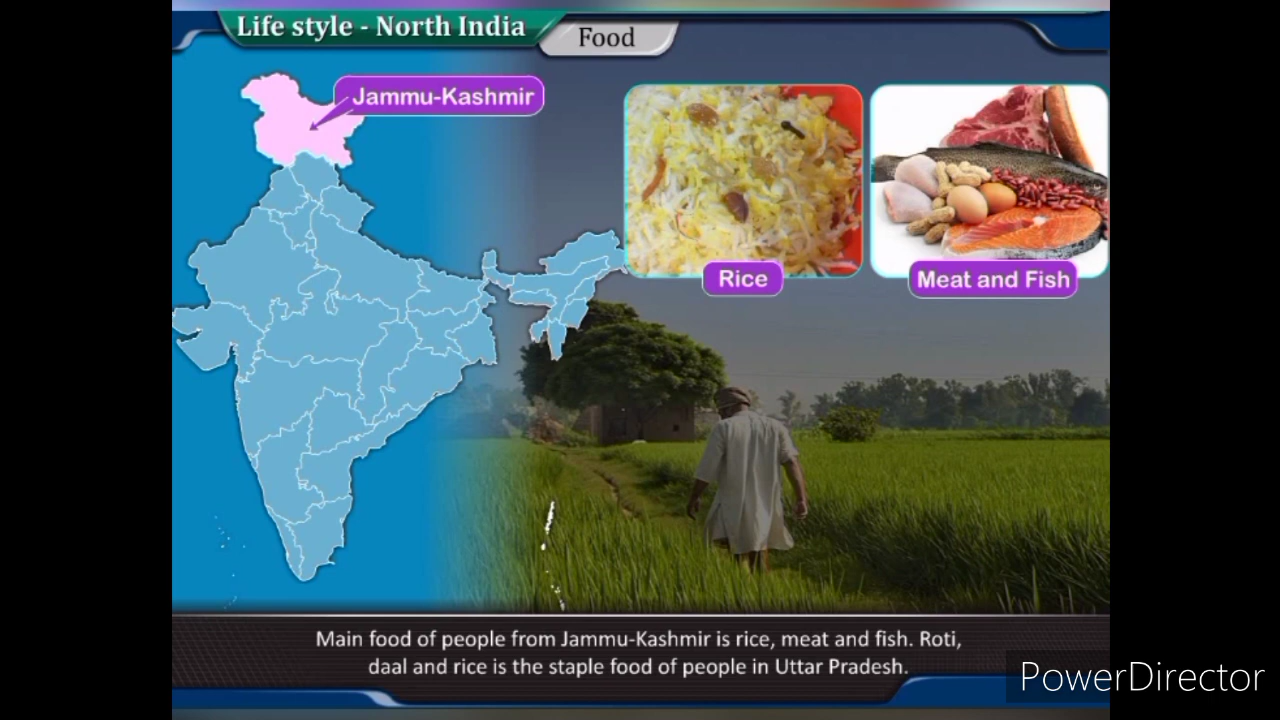 Life style - North India
Food
Jammu-Kashmir
Rice
Meat and Fish
Main food of people from Jammu-Kashmir is rice, meat and fish. Roti,
daal and rice is the staple food of people in Uttar Pradesh.
PowerDirector